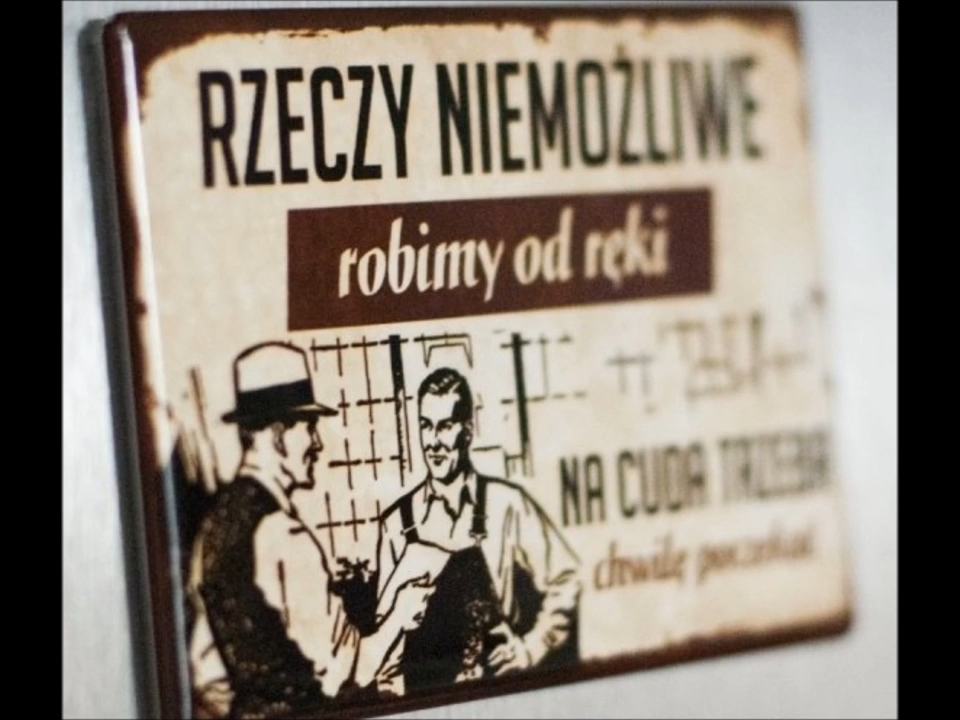 RZECZY NIEMOŻLIWE
robimy od ręki
NA CUDA TRZEBA
chwilę poczekać